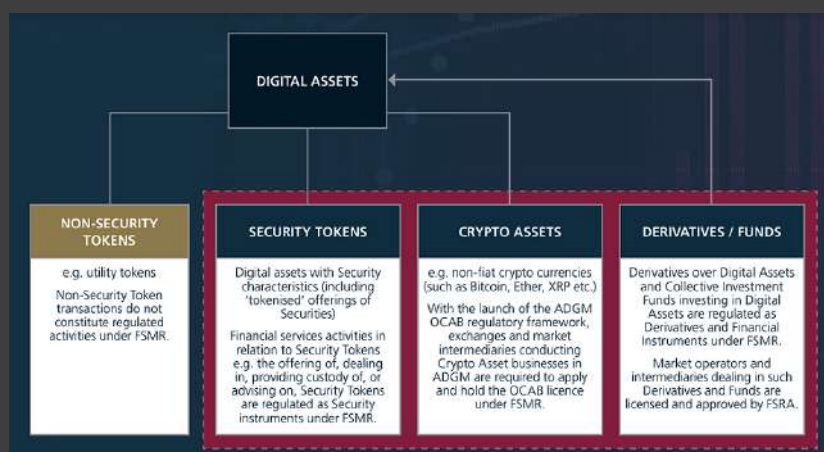 DIGITAL ASSETS
NON-SECURITY
TOKENS
e.g. utility tokens
Non-Security Token
transactions do not
constitute regulated
activities under FSMR.
SECURITY TOKENS
Digital assets with Security
characteristics (including
'tokenised' offerings of
Securities)
Financial services activities in
relation to Security Tokens
e.g. the offering of, dealing
in, providing custody of, or
advising on, Security Tokens
are regulated as Security
instruments under FSMR.
CRYPTO ASSETS
e.g. non-fiat crypto currencies
(such as Bitcoin, Ether, XRP etc.)
With the launch of the ADGM
OCAB regulatory framework,
exchanges and market
intermediaries conducting
Crypto Asset businesses in
ADGM are required to apply
and hold the OCAB licence
under FSMR.
DERIVATIVES / FUNDS
Derivatives over Digital Assets
and Collective Investment
Funds investing in Digital
Assets are regulated as
Derivatives and Financial
Instruments under FSMR.
Market operators and
intermediaries dealing in such
Derivatives and Funds are
licensed and approved by FSRA.